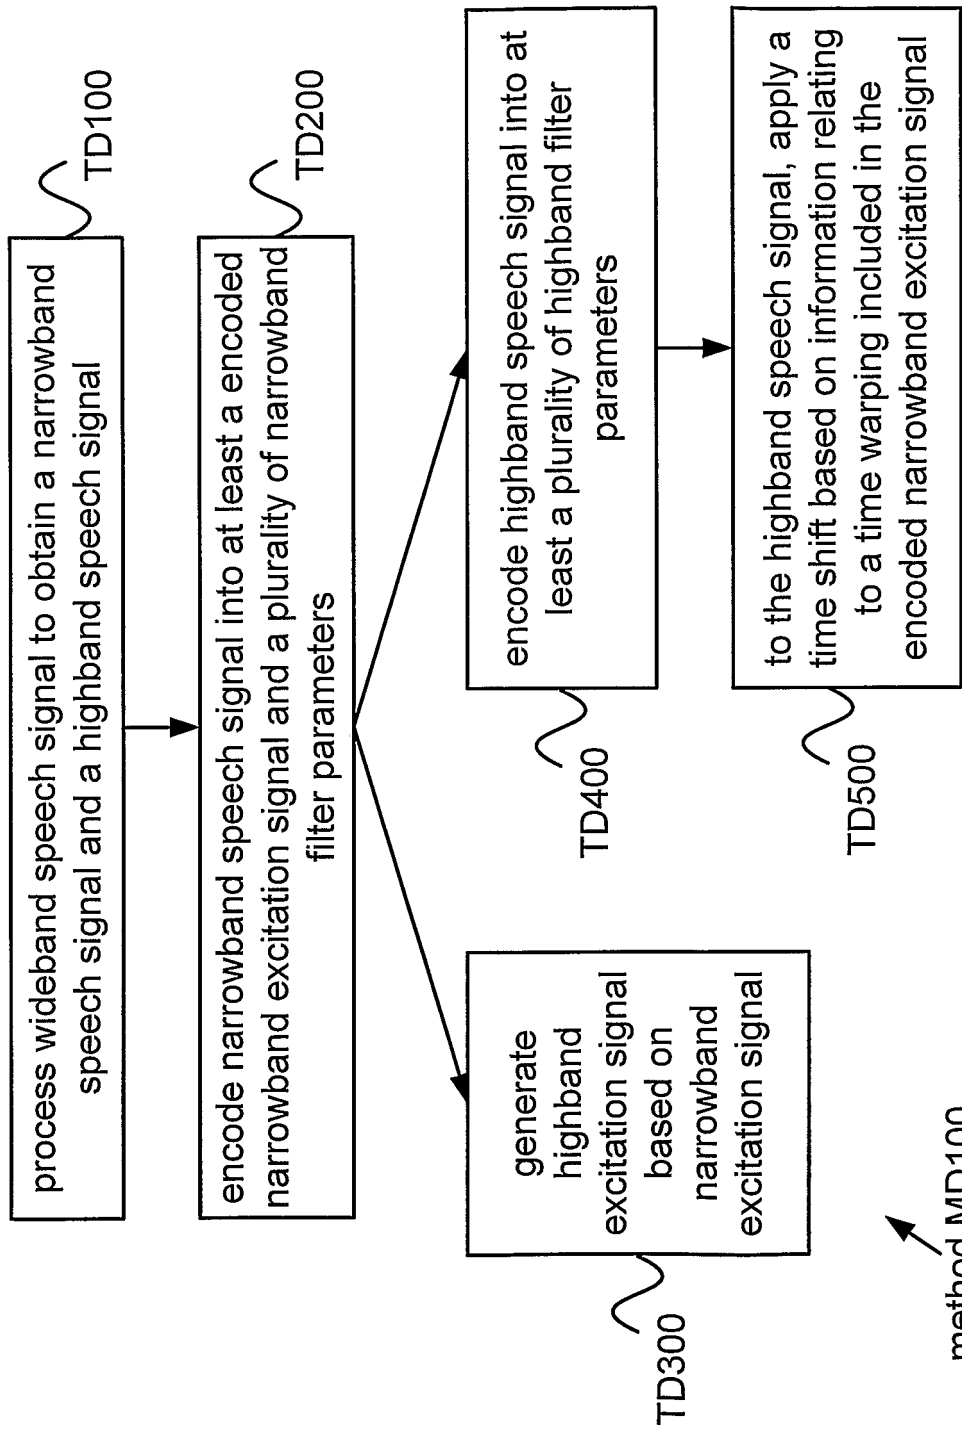 process wideband speech signal to obtain a narrowband
speech signal and a highband speech signal
TD100
encode narrowband speech signal into at least a encoded
narrowband excitation signal and a plurality of narrowband
filter parameters
TD200
generate
highband
excitation signal
based on
narrowband
excitation signal
TD300
encode highband speech signal into at
least a plurality of highband filter
parameters
TD400
to the highband speech signal, apply a
time shift based on information relating
to a time warping included in the
encoded narrowband excitation signal
TD500
method MD100